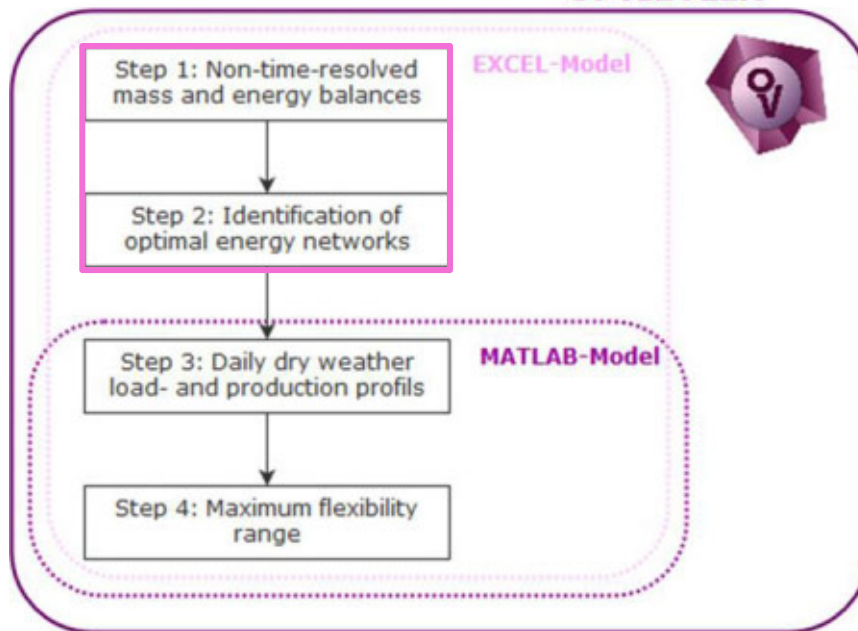 EXCEL-Model
Step 1: Non-time-resolved
mass and energy balances
OV
Step 2: Identification of
optimal energy networks
MATLAB-Model
Step 3: Daily dry weather
load- and production profils
Step 4: Maximum flexibility
range